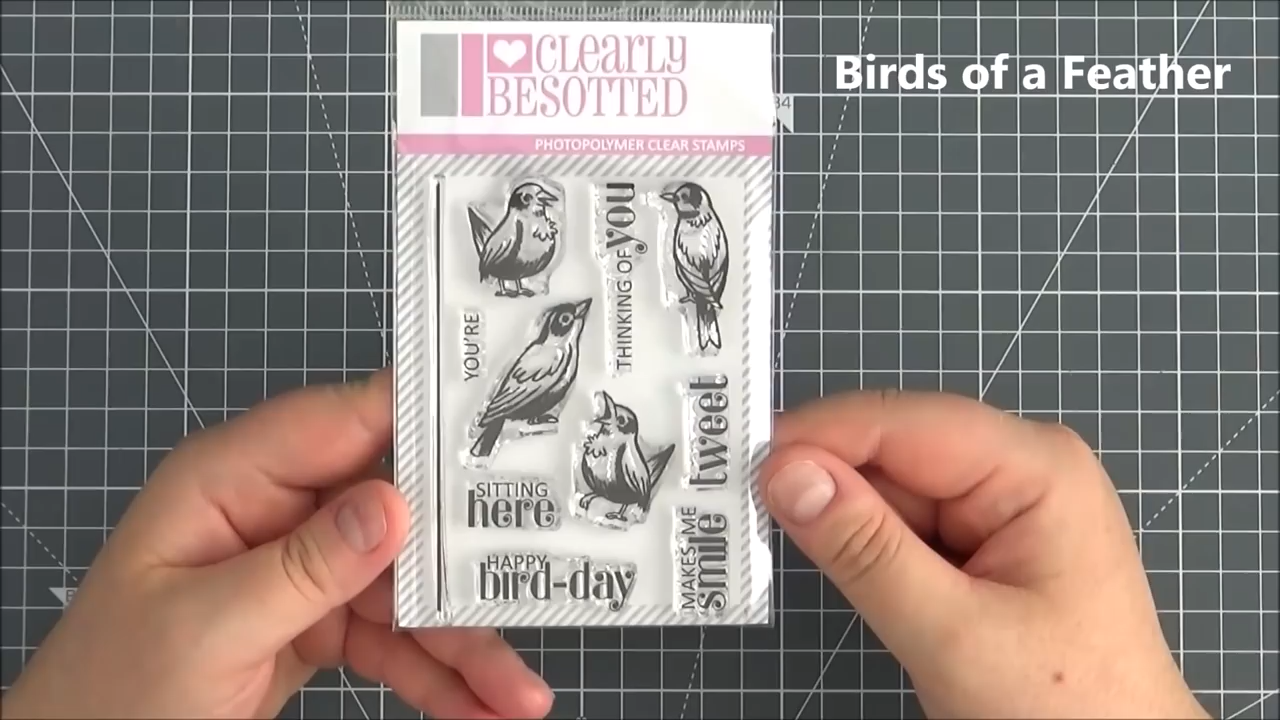 CLearLy
BESOTTED
PHOTOPOLYMER CLEAR STAMPS
Birds of a Feather
34
THINKING OF you
YOU'RE
tweet
SITTING
here
MAKES ME
smile
HAPPY
bird-day